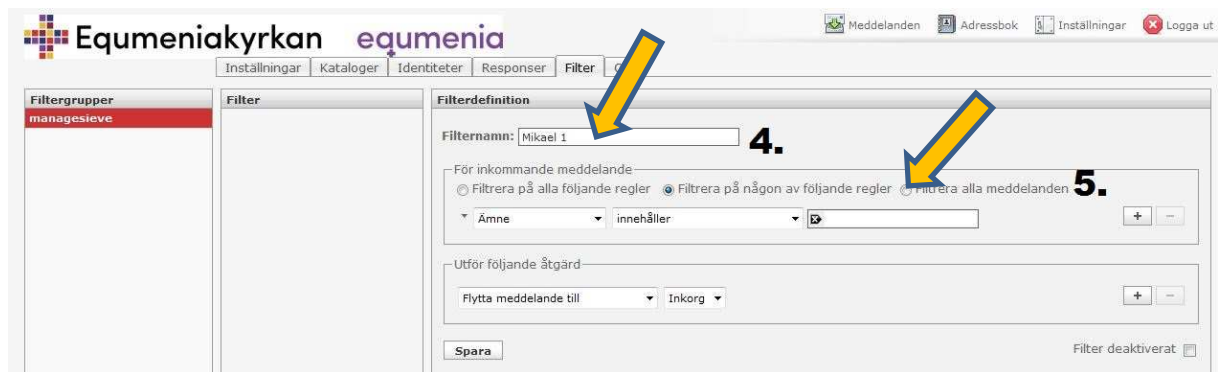 Equmeniakyrkan equmenia
Meddelanden Adressbok Inställningar Logga ut
Inställningar Kataloger Identiteter Responser Filter
Filtergrupper Filter Filterdefinition
managesieve
Filternamn: Mikael 1 4.
För inkommande meddelande
Filtrera på alla följande regler Filtrera på någon av följande regler Filtrera alla meddelanden 5.
Ämne innehåller + −
Utför följande åtgärd
Flytta meddelande till Inkorg + −
Spara Filter deaktiverat